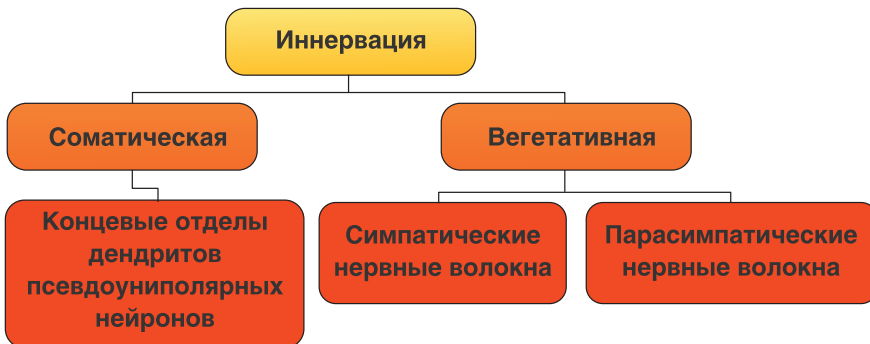 Иннервация
Соматическая
Вегетативная
Концевые отделы
дендритов
псевдоуниполярных
нейронов
Симпатические
нервные волокна
Парасимпатические
нервные волокна